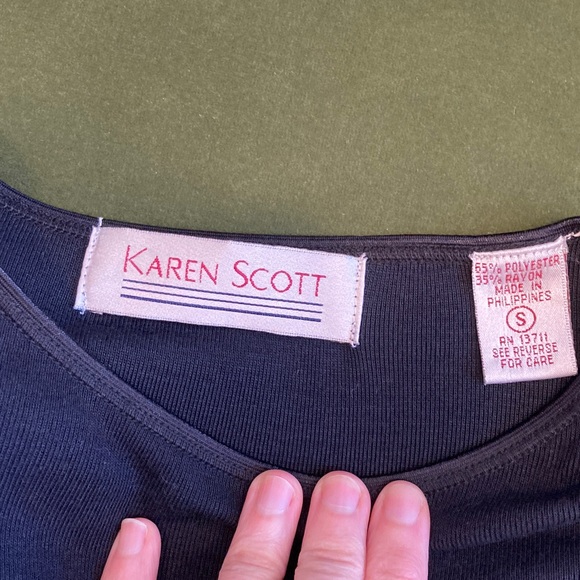 KAREN SCOTT
65% POLYESTER
35% RAYON
MADE IN
PHILIPPINES
S
RN 13711
SEE REVERSE
FOR CARE